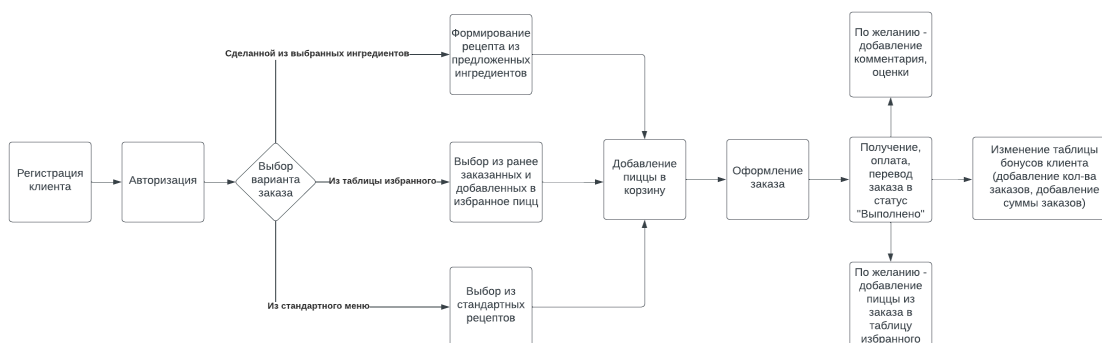 Регистрация
клиента
Авторизация
Выбор
варианта
заказа
Сделанной из выбранных ингредиентов
Из таблицы избранного
Из стандартного меню
Формирование
рецепта из
предложенных
ингредиентов
Выбор из ранее
заказанных и
добавленных в
избранное пицц
Выбор из
стандартных
рецептов
Добавление
пиццы в
корзину
Оформление
заказа
По желанию -
добавление
комментария,
оценки
Получение,
оплата,
перевод
заказа в
статус
"Выполнено"
По желанию -
добавление
пиццы из
заказа в
таблицу
избранного
Изменение таблицы
бонусов клиента
(добавление кол-ва
заказов, добавление
суммы заказов)